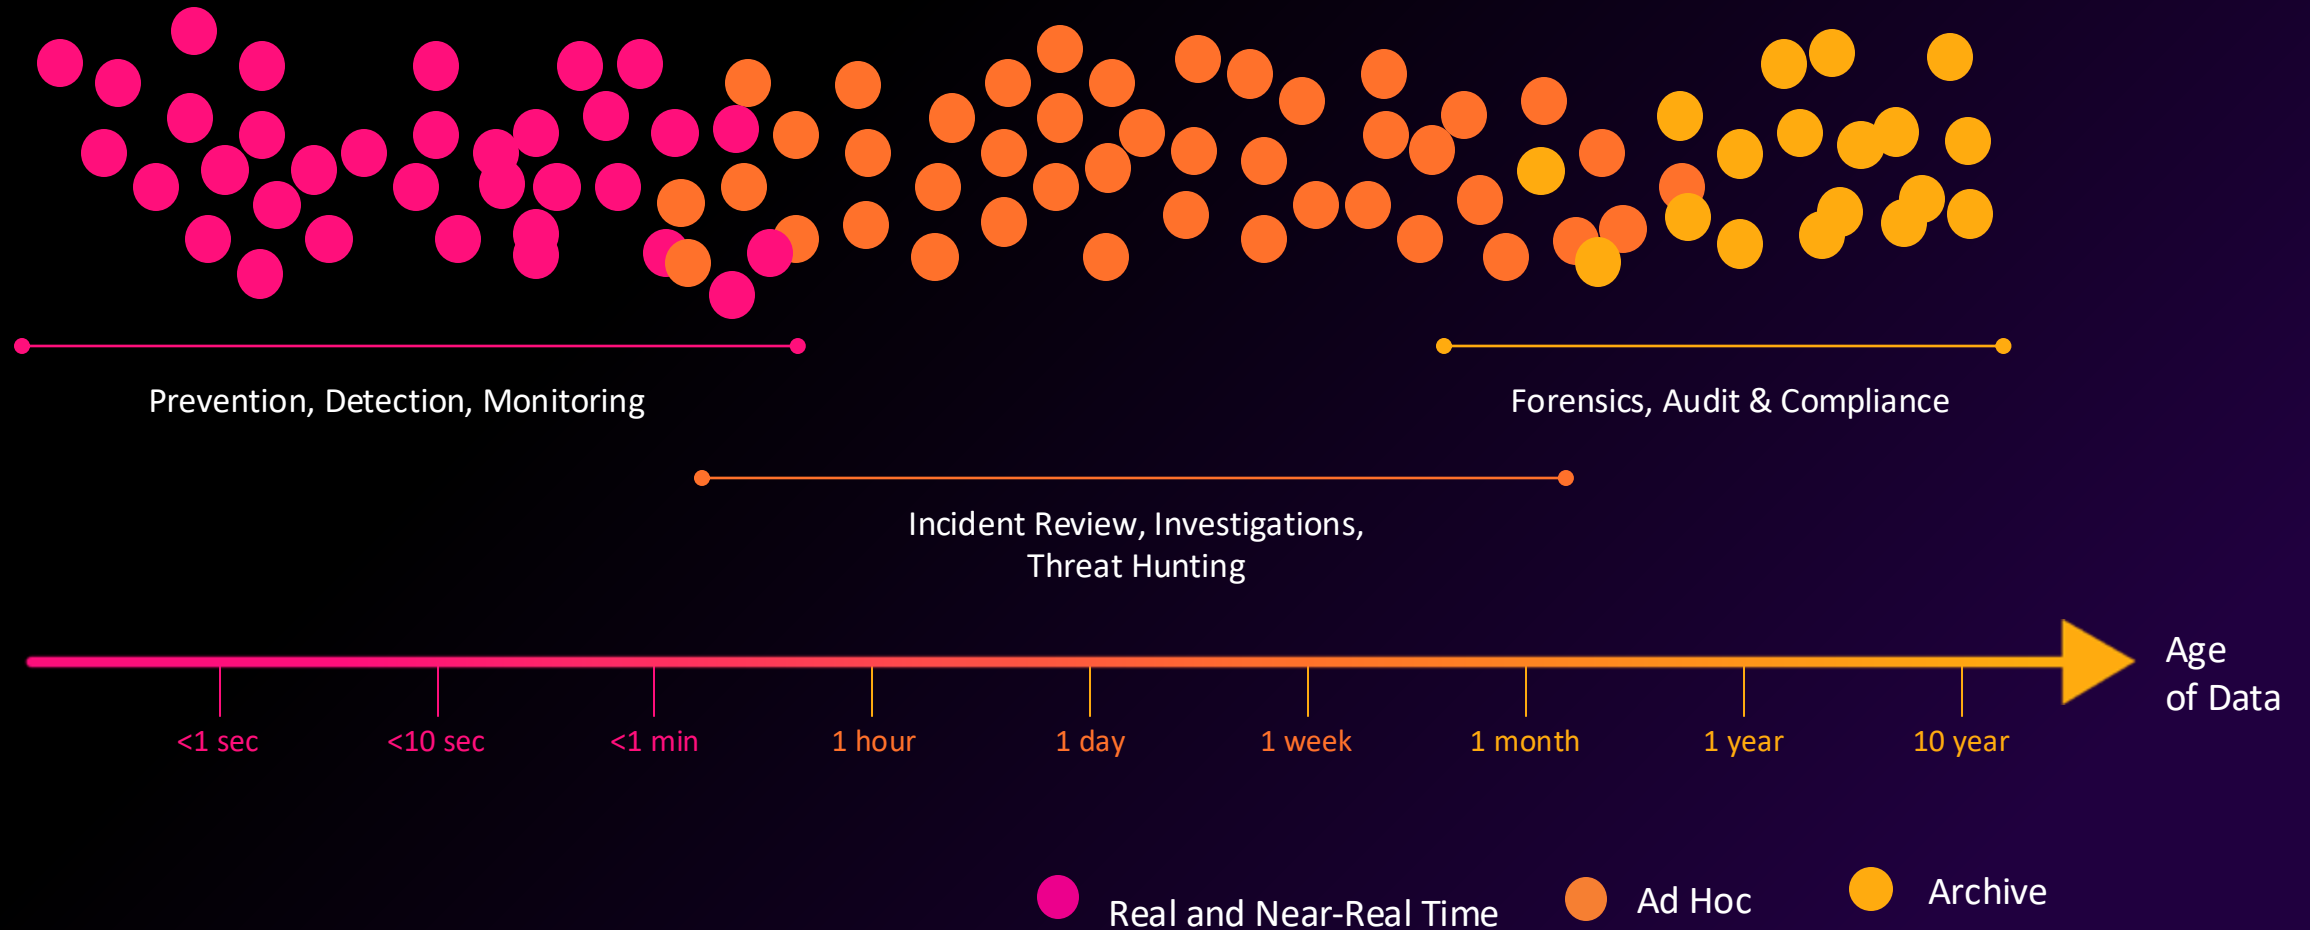 Prevention, Detection, Monitoring
Forensics, Audit & Compliance
Incident Review, Investigations,
Threat Hunting
Age
of Data
<1 sec
<10 sec
<1 min
1 hour
1 day
1 week
1 month
1 year
10 year
Real and Near-Real Time
Ad Hoc
Archive